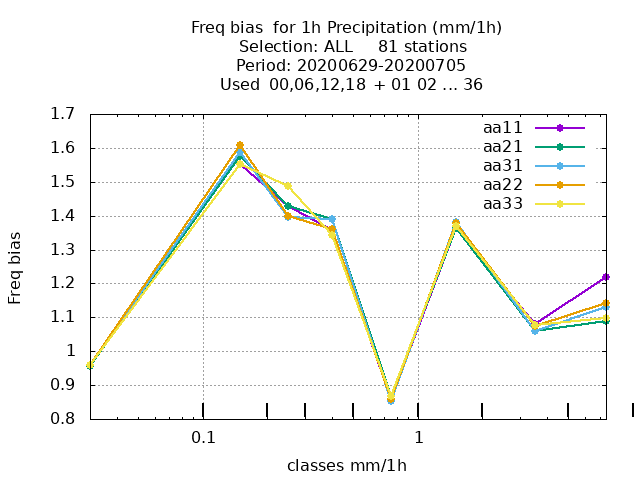 Freq bias  for 1h Precipitation (mm/1h)
Selection: ALL     81 stations
Period: 20200629-20200705
Used  00,06,12,18  + 01 02 ... 36
1.7
1.6
1.5
1.4
1.3
1.2
1.1
1
0.9
0.8
Freq bias
aa11
aa21
aa31
aa22
aa33
0.1
1
classes mm/1h